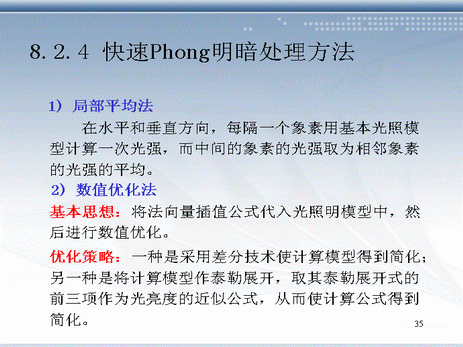 8.2.4 快速Phong明暗处理方法
1) 局部平均法
在水平和垂直方向，每隔一个象素用基本光照模
型计算一次光强，而中间的象素的光强取为相邻象素
的光强的平均。
2) 数值优化法
基本思想：将法向量插值公式代入光照明模型中，然
后进行数值优化。
优化策略：一种是采用差分技术使计算模型得到简化；
另一种是将计算模型作泰勒展开，取其泰勒展开式的
前三项作为光亮度的近似公式，从而使计算公式得到
简化。
35